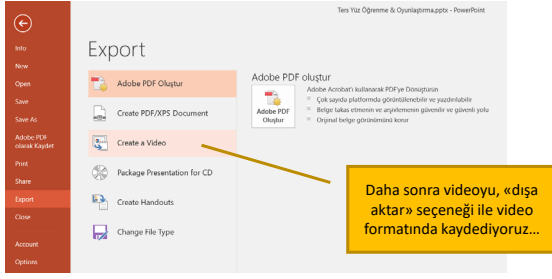 Ters Yüz Öğrenme & Oyunlaştırma.pptx - PowerPoint
Info
New
Open
Save
Save As
Adobe PDF
olarak Kaydet
Print
Share
Export
Close
Account
Options
Export
Adobe PDF Oluştur
Create PDF/XPS Document
Create a Video
Package Presentation for CD
Create Handouts
Change File Type
Adobe PDF oluştur
Adobe PDF
Oluştur
Adobe Acrobat'ı kullanarak PDF'ye Dönüştürün
Çok sayıda platformda görüntülenebilir ve yazdırılabilir
Belge takas etmenin ve arşivlemenin güvenilir ve güvenli yolu
Orijinal belge görünümünü korur
Daha sonra videoyu, «dışa
aktar» seçeneği ile video
formatında kaydediyoruz...